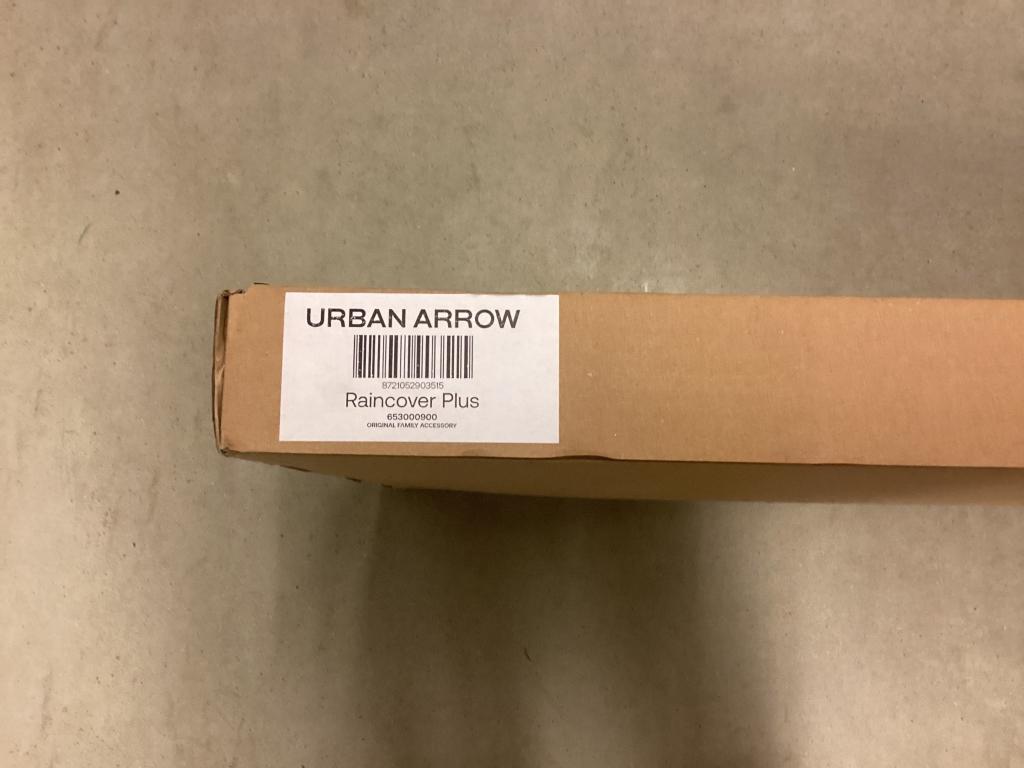 URBAN ARROW
8721052903515
Raincover Plus
653000900
ORIGINAL FAMILY ACCESSORY